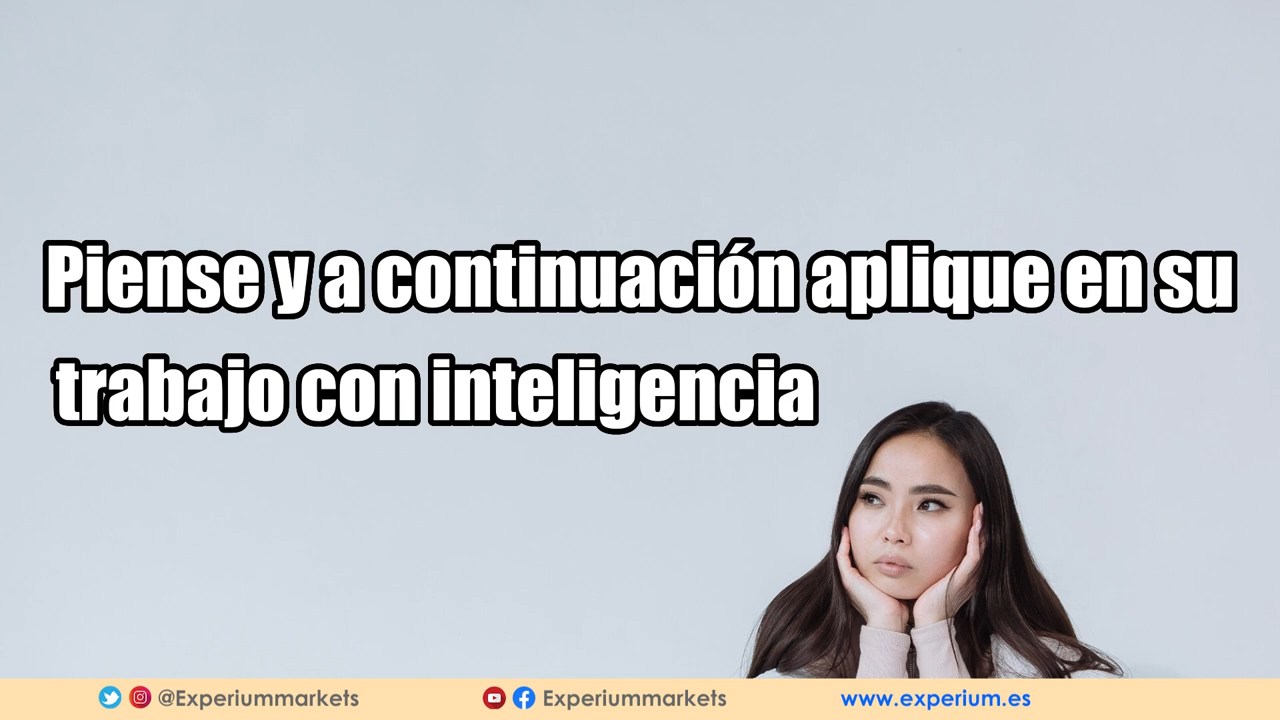 Piense y a continuación aplique en su
trabajo con inteligencia
@Experiummarkets
Experiummarkets
www.experium.es